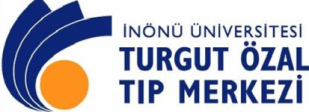 İNÖNÜ ÜNİVERSİTESİ
TURGUT ÖZAL
TIP MERKEZİ